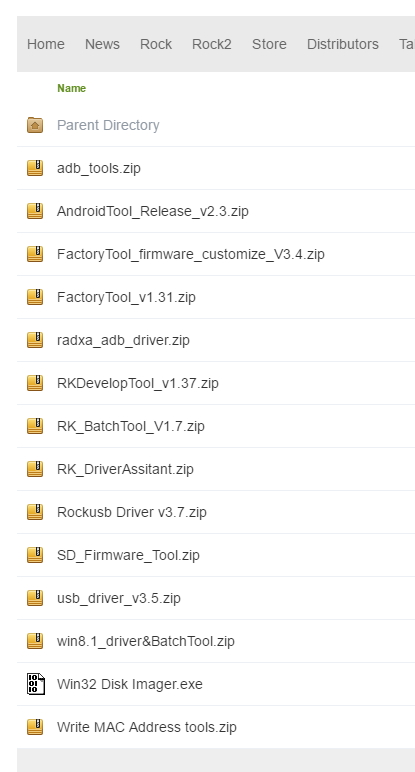 Home News Rock Rock2 Store Distributors
Name
Parent Directory
adb_tools.zip
AndroidTool_Release_v2.3.zip
FactoryTool_firmware_customize_V3.4.zip
FactoryTool_v1.31.zip
radxa_adb_driver.zip
RKDevelopTool_v1.37.zip
RK_BatchTool_V1.7.zip
RK_DriverAssitant.zip
Rockusb Driver v3.7.zip
SD_Firmware_Tool.zip
usb_driver_v3.5.zip
win8.1_driver&BatchTool.zip
Win32 Disk Imager.exe
Write MAC Address tools.zip